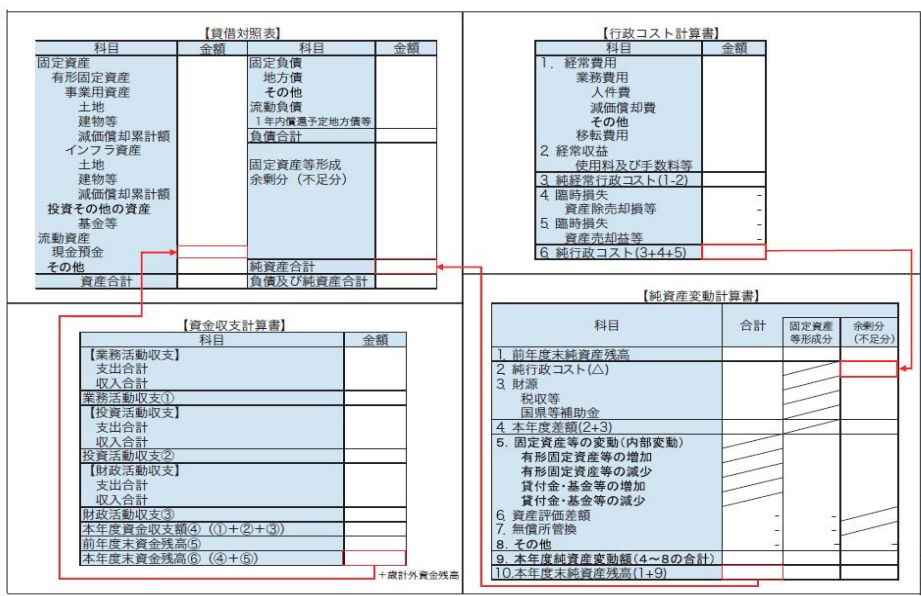 【貸借対照表】
科目 金額 科目 金額
固定資産 固定負債
有形固定資産 地方債
事業用資産 その他
土地 流動負債
建物等 1年内償還予定地方債等
減価償却累計額 負債合計
インフラ資産
土地 固定資産等形成
建物等 余剰分（不足分）
減価償却累計額
投資その他の資産
基金等
流動資産
現金預金
その他 純資産合計
資産合計 負債及び純資産合計
【行政コスト計算書】
科目 金額
1. 経常費用
業務費用
人件費
減価償却費
その他
移転費用
2. 経常収益
使用料及び手数料等
3. 純経常行政コスト(1-2)
4. 臨時損失 -
資産除売却損等 -
5. 臨時損失 -
資産売却益等 -
6. 純行政コスト(3+4+5)
【資金収支計算書】
科目 金額
【業務活動収支】
支出合計
収入合計
業務活動収支①
【投資活動収支】
支出合計
収入合計
投資活動収支②
【財政活動収支】
支出合計
収入合計
財政活動収支③
本年度資金収支額④（①＋②＋③）
前年度末資金残高⑤
本年度末資金残高⑥（④＋⑤）
＋歳計外資金残高
【純資産変動計算書】
科目 合計 固定資産等形成分 余剰分（不足分）
1. 前年度末純資産残高
2. 純行政コスト(△)
3. 財源
税収等
国県等補助金
4. 本年度差額(2+3)
5. 固定資産等の変動(内部変動)
有形固定資産等の増加
有形固定資産等の減少
貸付金・基金等の増加
貸付金・基金等の減少
6. 資産評価差額 - -
7. 無償所管換 - -
8. その他 - - -
9. 本年度純資産変動額(4～8の合計)
10.本年度末純資産残高(1+9)